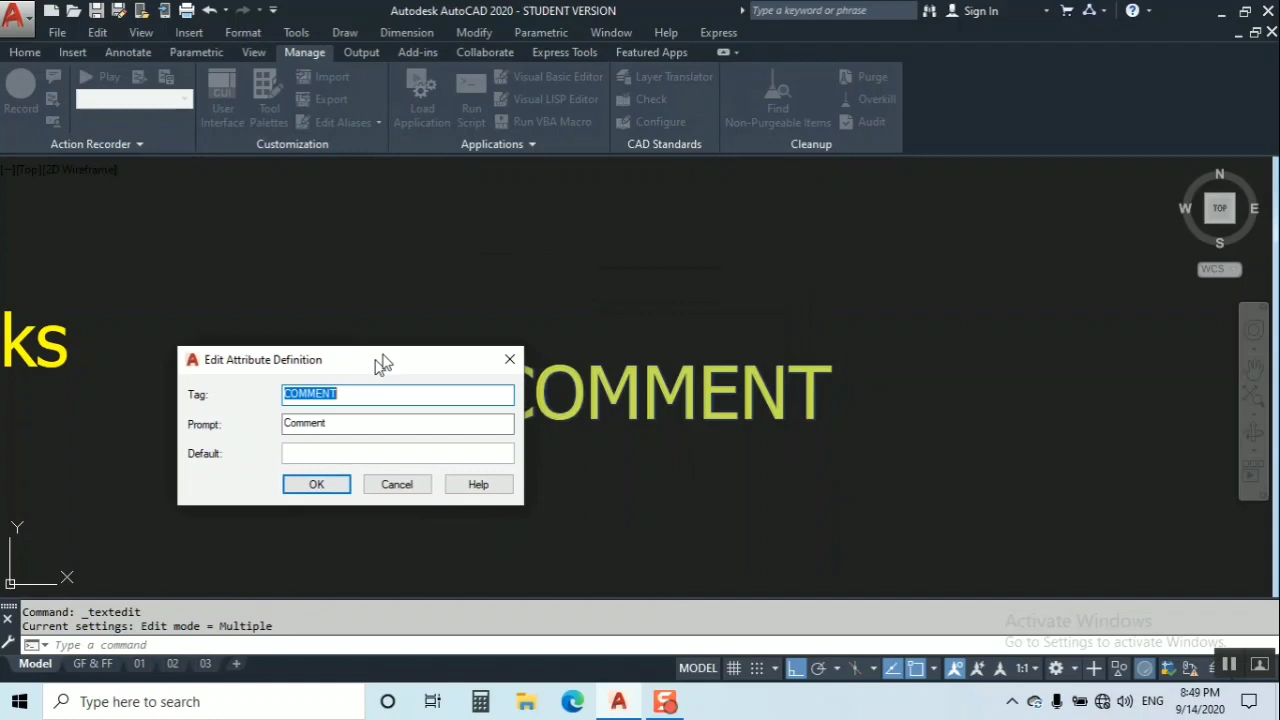 Autodesk AutoCAD 2020 - STUDENT VERSION
Type a keyword or phrase
Sign In
File Edit View Insert Format Tools Draw Dimension Modify Parametric Window Help Express
Home Insert Annotate Parametric View Manage Output Add-ins Collaborate Express Tools Featured Apps
Record
Play
CUI
User
Interface
Tool
Palettes
Import
Export
Edit Aliases
Load
Application
Run
Script
Visual Basic Editor
Visual LISP Editor
Run VBA Macro
Layer Translator
Check
Configure
Find
Non-Purgeable Items
Purge
Overkill
Audit
Action Recorder
Customization
Applications
CAD Standards
Cleanup
[−][Top][2D Wireframe]
N
W TOP E
S
WCS
ks
COMMENT
Edit Attribute Definition
Tag: COMMENT
Prompt: Comment
Default:
OK Cancel Help
Y
X
Command: _textedit
Current settings: Edit mode = Multiple
Type a command
Activate Windows
Go to Settings to activate Windows.
Model GF & FF 01 02 03 +
MODEL 1:1
Type here to search
ENG
8:49 PM
9/14/2020